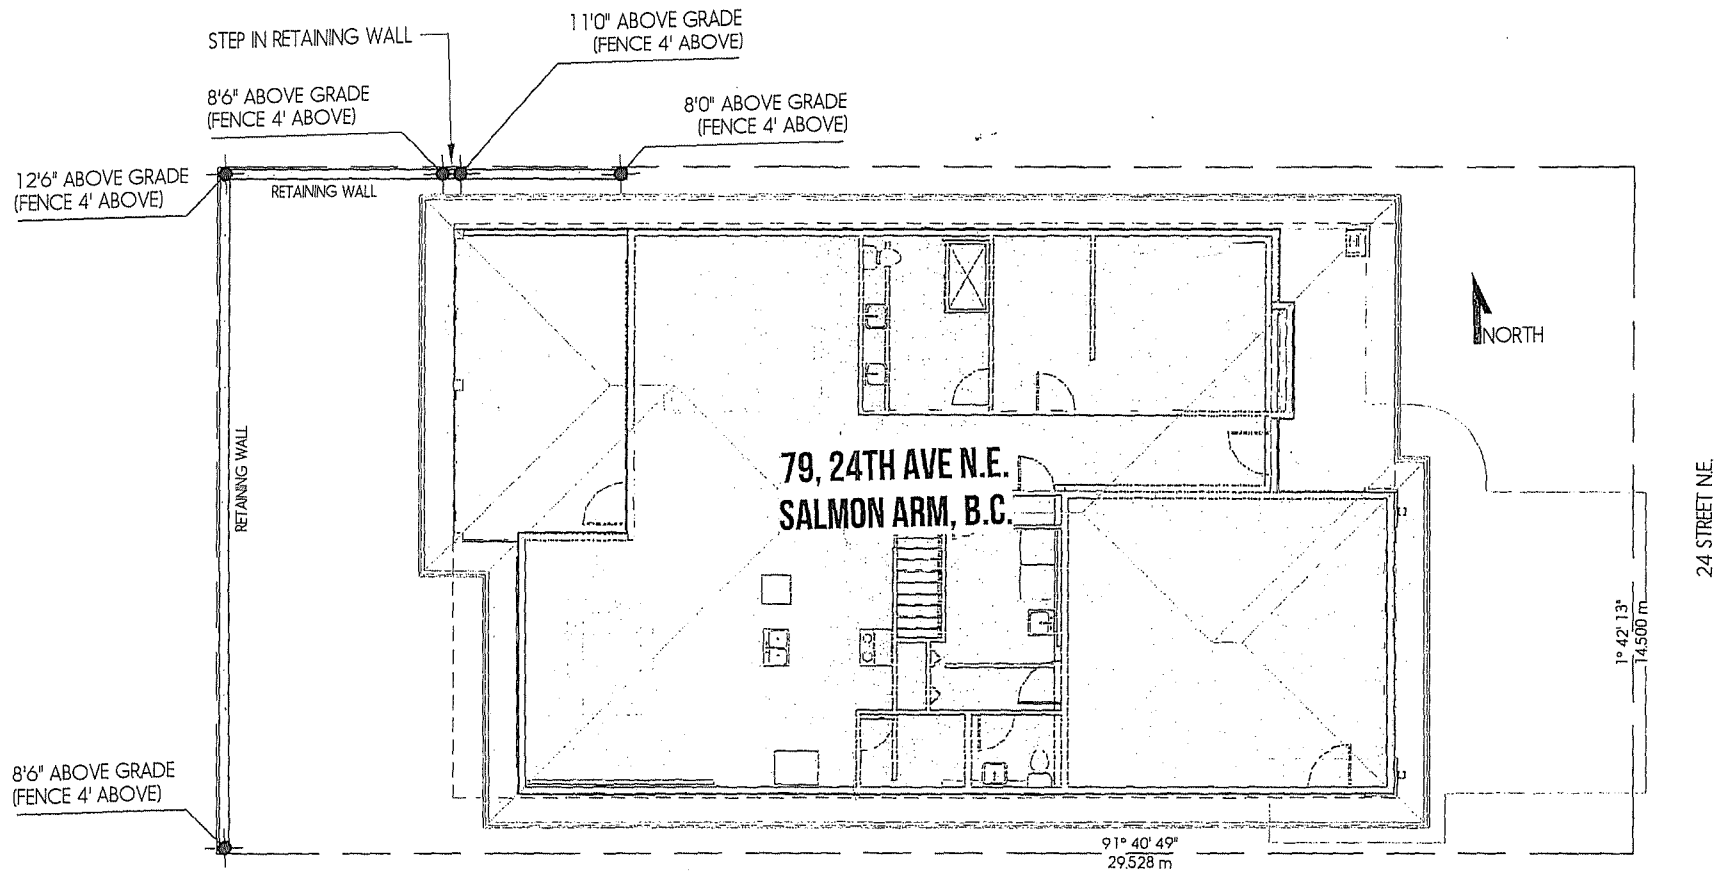 11'0" ABOVE GRADE
(FENCE 4' ABOVE)
STEP IN RETAINING WALL
8'6" ABOVE GRADE
(FENCE 4' ABOVE)
8'0" ABOVE GRADE
(FENCE 4' ABOVE)
12'6" ABOVE GRADE
(FENCE 4' ABOVE)
RETAINING WALL
NORTH
RETAINING WALL
79, 24TH AVE N.E.
SALMON ARM, B.C.
24 STREET N.E.
1° 42' 13"
14.500 m
8'6" ABOVE GRADE
(FENCE 4' ABOVE)
91° 40' 49"
29.528 m